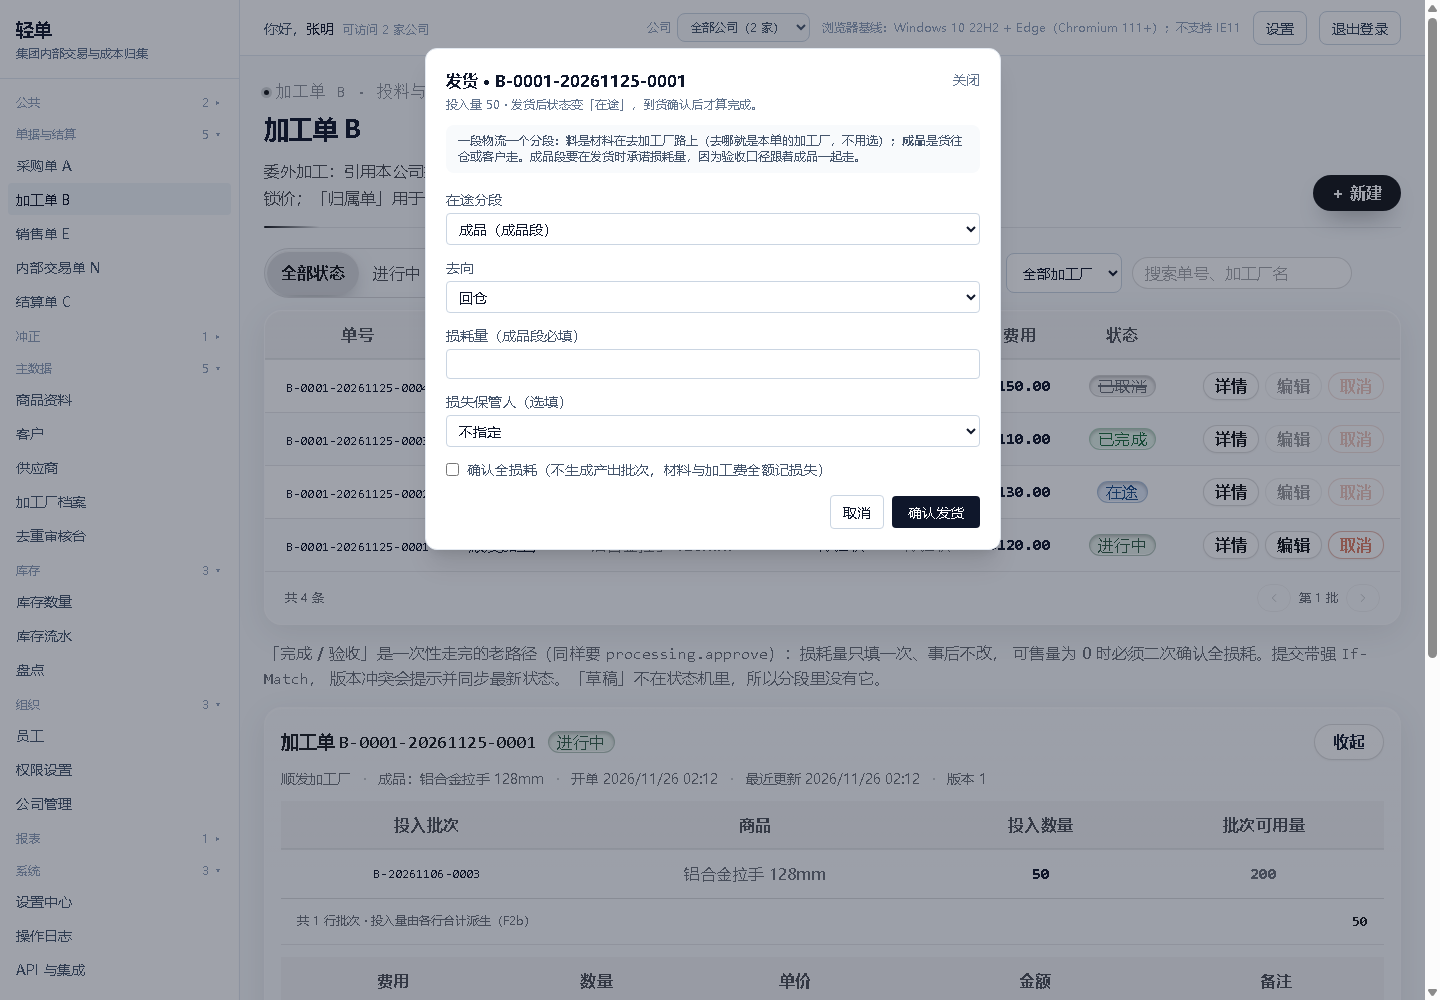 轻单
集团内部交易与成本归集
公共 2
单据与结算 5
采购单 A
加工单 B
销售单 E
内部交易单 N
结算单 C
冲正 1
主数据 5
商品资料
客户
供应商
加工厂档案
去重审核台
库存 3
库存数量
库存流水
盘点
组织 3
员工
权限设置
公司管理
报表 1
系统 3
设置中心
操作日志
API 与集成
你好，张明 可访问 2 家公司
公司 全部公司（2 家） 浏览器基线：Windows 10 22H2 + Edge（Chromium 111+）；不支持 IE11 设置 退出登录
加工单 B · 投料与
加工单 B
委外加工：引用本公司
锁价；「归属单」用于
+ 新建
全部状态 进行中 全部加工厂 搜索单号、加工厂名
单号 费用 状态
B-0001-20261125-0004 150.00 已取消 详情 编辑 取消
B-0001-20261125-0003 110.00 已完成 详情 编辑 取消
B-0001-20261125-0002 130.00 在途 详情 编辑 取消
B-0001-20261125-0001 120.00 进行中 详情 编辑 取消
共 4 条 第 1 批
发货 • B-0001-20261125-0001 关闭
投入量 50 · 发货后状态变「在途」，到货确认后才算完成。
一段物流一个分段：料是材料在去加工厂路上（去哪就是本单的加工厂，不用选）；成品是货往
仓或客户走。成品段要在发货时承诺损耗量，因为验收口径跟着成品一起走。
在途分段
成品（成品段）
去向
回仓
损耗量（成品段必填）
损失保管人（选填）
不指定
确认全损耗（不生成产出批次，材料与加工费全额记损失）
取消 确认发货
「完成 / 验收」是一次性走完的老路径（同样要 processing.approve）：损耗量只填一次、事后不改， 可售量为 0 时必须二次确认全损耗。提交带强 If-
Match， 版本冲突会提示并同步最新状态。「草稿」不在状态机里，所以分段里没有它。
加工单 B-0001-20261125-0001 进行中 收起
顺发加工厂 · 成品：铝合金拉手 128mm · 开单 2026/11/26 02:12 · 最近更新 2026/11/26 02:12 · 版本 1
投入批次 商品 投入数量 批次可用量
B-20261106-0003 铝合金拉手 128mm 50 200
共 1 行批次 · 投入量由各行合计派生（F2b） 50
费用 数量 单价 金额 备注